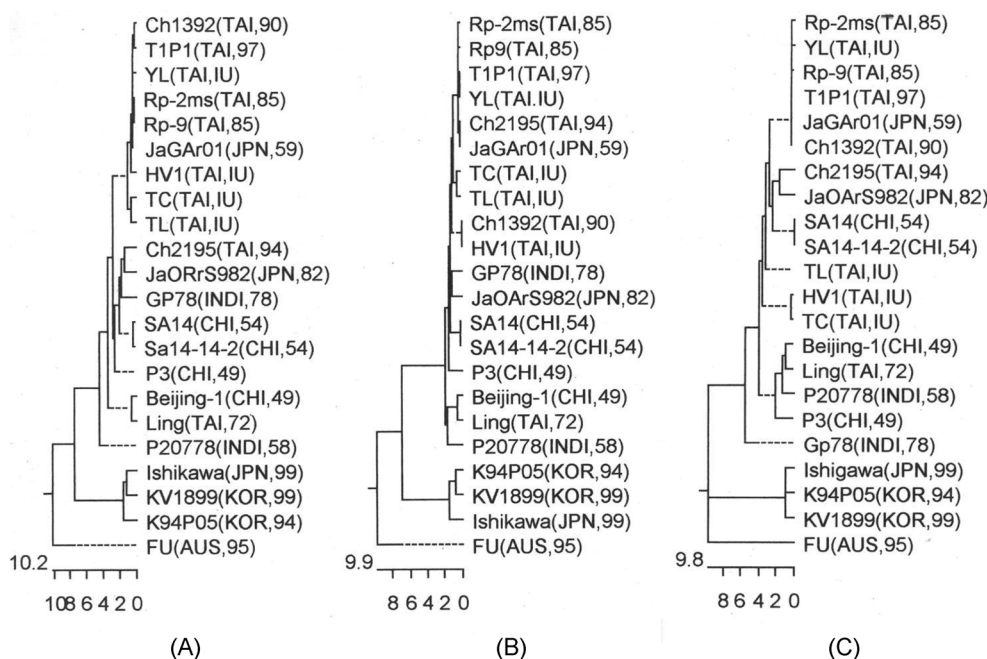 Ch1392(TAI,90)
T1P1(TAI,97)
YL(TAI,IU)
Rp-2ms(TAI,85)
Rp-9(TAI,85)
JaGAr01(JPN,59)
HV1(TAI,IU)
TC(TAI,IU)
TL(TAI,IU)
Ch2195(TAI,94)
JaORrS982(JPN,82)
GP78(INDI,78)
SA14(CHI,54)
Sa14-14-2(CHI,54)
P3(CHI,49)
Beijing-1(CHI,49)
Ling(TAI,72)
P20778(INDI,58)
Ishikawa(JPN,99)
KV1899(KOR,99)
K94P05(KOR,94)
FU(AUS,95)
10.2
10 8 6 4 2 0
(A)
Rp-2ms(TAI,85)
Rp9(TAI,85)
T1P1(TAI,97)
YL(TAI.IU)
Ch2195(TAI,94)
JaGAr01(JPN,59)
TC(TAI,IU)
TL(TAI,IU)
Ch1392(TAI,90)
HV1(TAI,IU)
GP78(INDI,78)
JaOArS982(JPN,82)
SA14(CHI,54)
SA14-14-2(CHI,54)
P3(CHI,49)
Beijing-1(CHI,49)
Ling(TAI,72)
P20778(INDI,58)
K94P05(KOR,94)
KV1899(KOR,99)
Ishikawa(JPN,99)
FU(AUS,95)
9.9
8 6 4 2 0
(B)
Rp-2ms(TAI,85)
YL(TAI,IU)
Rp-9(TAI,85)
T1P1(TAI,97)
JaGAr01(JPN,59)
Ch1392(TAI,90)
Ch2195(TAI,94)
JaOArS982(JPN,82)
SA14(CHI,54)
SA14-14-2(CHI,54)
TL(TAI,IU)
HV1(TAI,IU)
TC(TAI,IU)
Beijing-1(CHI,49)
Ling(TAI,72)
P20778(INDI,58)
P3(CHI,49)
Gp78(INDI,78)
Ishigawa(JPN,99)
K94P05(KOR,94)
KV1899(KOR,99)
FU(AUS,95)
9.8
8 6 4 2 0
(C)